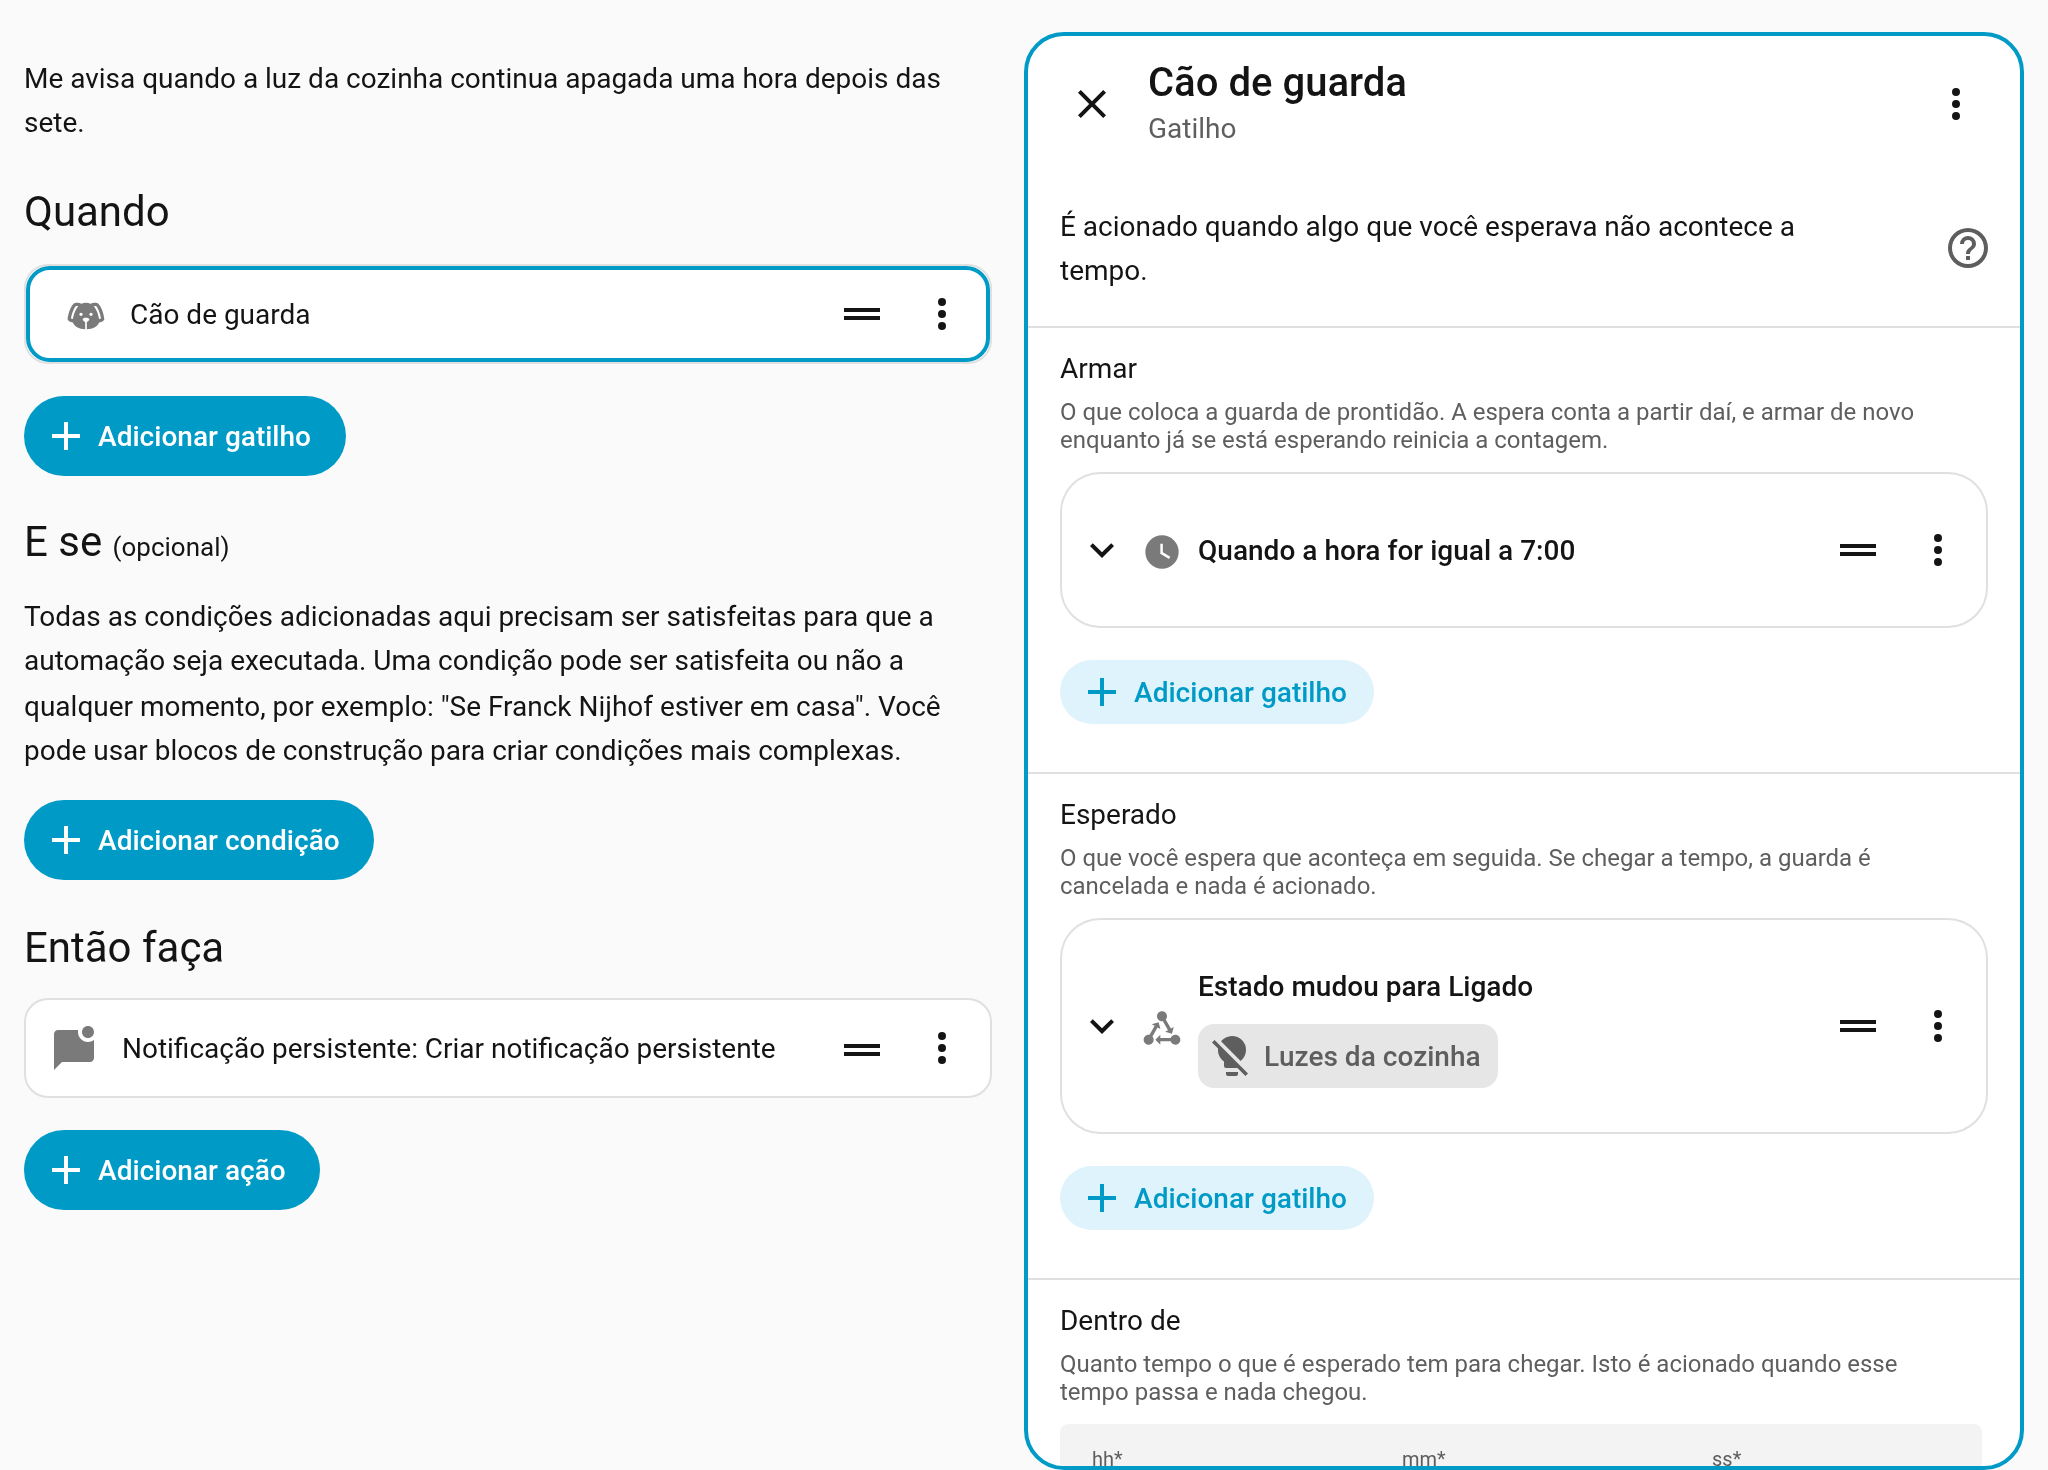 Me avisa quando a luz da cozinha continua apagada uma hora depois das
sete.
Quando
Cão de guarda
Adicionar gatilho
E se (opcional)
Todas as condições adicionadas aqui precisam ser satisfeitas para que a
automação seja executada. Uma condição pode ser satisfeita ou não a
qualquer momento, por exemplo: "Se Franck Nijhof estiver em casa". Você
pode usar blocos de construção para criar condições mais complexas.
Adicionar condição
Então faça
Notificação persistente: Criar notificação persistente
Adicionar ação
Cão de guarda
Gatilho
É acionado quando algo que você esperava não acontece a
tempo.
Armar
O que coloca a guarda de prontidão. A espera conta a partir daí, e armar de novo
enquanto já se está esperando reinicia a contagem.
Quando a hora for igual a 7:00
Adicionar gatilho
Esperado
O que você espera que aconteça em seguida. Se chegar a tempo, a guarda é
cancelada e nada é acionado.
Estado mudou para Ligado
Luzes da cozinha
Adicionar gatilho
Dentro de
Quanto tempo o que é esperado tem para chegar. Isto é acionado quando esse
tempo passa e nada chegou.
hh* mm* ss*